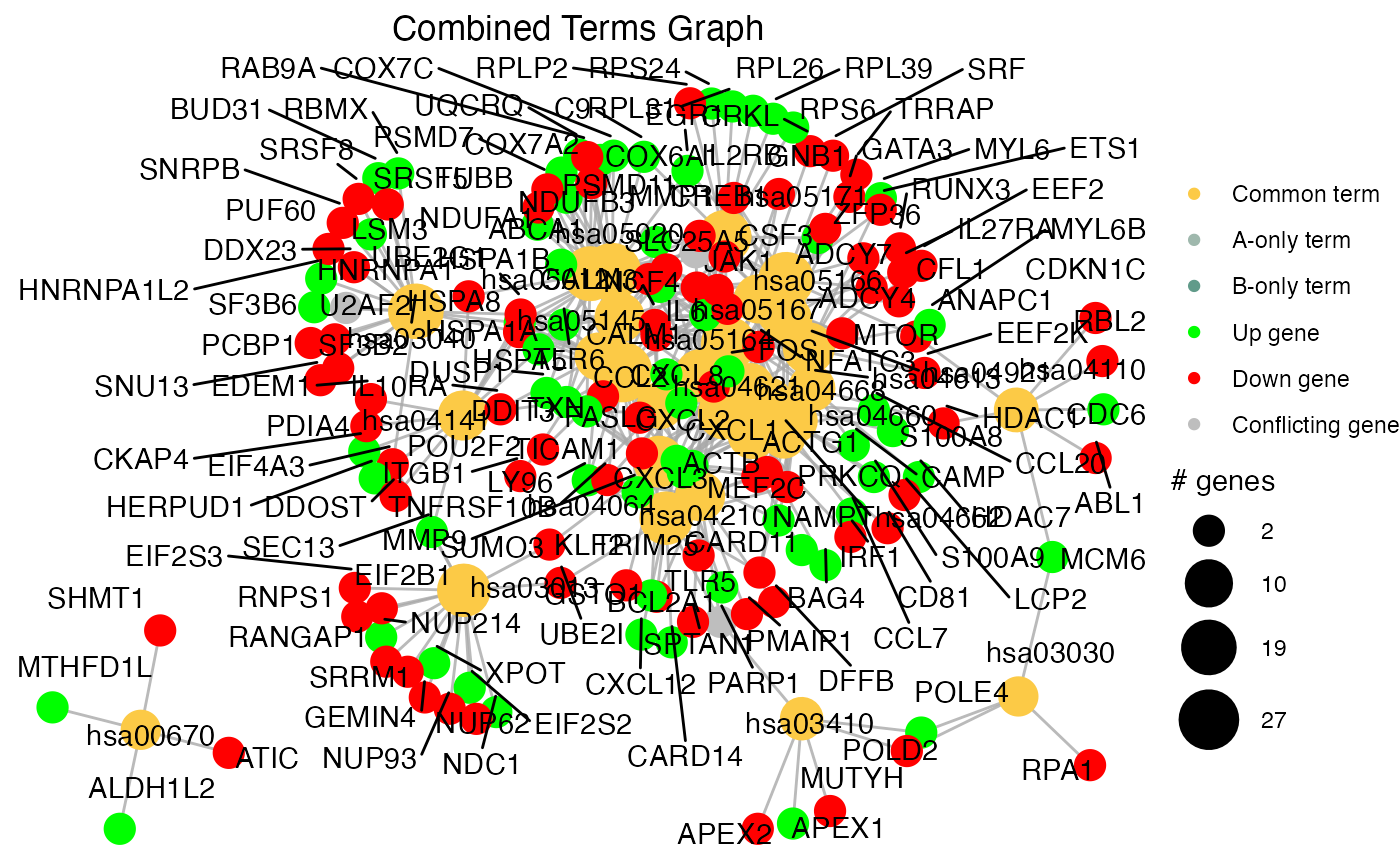 Combined Terms Graph
RAB9A COX7C RPLP2 RPS24 RPL26 RPL39 SRF
BUD31 RBMX UQCRQ C9 RPL31 EGFR CRKL RPS6 TRRAP
SRSF8 PSMD7 COX7A2 COX6A1 IL2RB GNB1 GATA3 MYL6 ETS1
SNRPB SRSF5 TUBB PSMD11 MMP1 CREB1 hsa05171 RUNX3 EEF2
PUF60 LSM3 NDUFA1 NDUFB3 ZFP36 IL27RA MYL6B
DDX23 UBE2G1 ABCA1 hsa05020 SLC25A5 CSF3 ADCY7 CFL1 CDKN1C
HNRNPA1L2 HNRNPA1 HSPA1B JAK1 hsa05166
SF3B6 U2AF2 HSPA8 NCF4 IL6 hsa05167 ADCY4 ANAPC1
PCBP1 SF3B2 hsa03040 HSPA1A hsa05145 CALM1 hsa05164 FOS MTOR EEF2K RBL2
SNU13 EDEM1 IL10RA DUSP1 NFATC3 hsa04613 hsa04921 hsa04110
PDIA4 hsa04141 DDIT3 TXN FASLG CXCL8 hsa04621 hsa04668 hsa04660 HDAC1 CDC6
CKAP4 EIF4A3 POU2F2 TICAM1 CXCL2 CXCL1 ACTG1 S100A8 CCL20
HERPUD1 DDOST ITGB1 LY96 CXCL3 ACTB PRKCQ CAMP ABL1
SEC13 TNFRSF10B hsa04064 MEF2C hsa04662 HDAC7
EIF2S3 MMP9 SUMO3 KLF2 TRIM25 hsa04210 CARD11 NAMPT IRF1 S100A9 MCM6
SHMT1 RNPS1 EIF2B1 hsa03013 GSTO1 BCL2A1 TLR5 BAG4 CD81 LCP2
MTHFD1L RANGAP1 NUP214 UBE2I SPTAN1 PMAIP1 CCL7 hsa03030
SRRM1 XPOT CXCL12 PARP1 DFFB POLE4
hsa00670 GEMIN4 NUP62 EIF2S2 hsa03410
ATIC NUP93 NDC1 CARD14 POLD2 RPA1
ALDH1L2 MUTYH
APEX2 APEX1
Common term
A-only term
B-only term
Up gene
Down gene
Conflicting gene
# genes
2
10
19
27